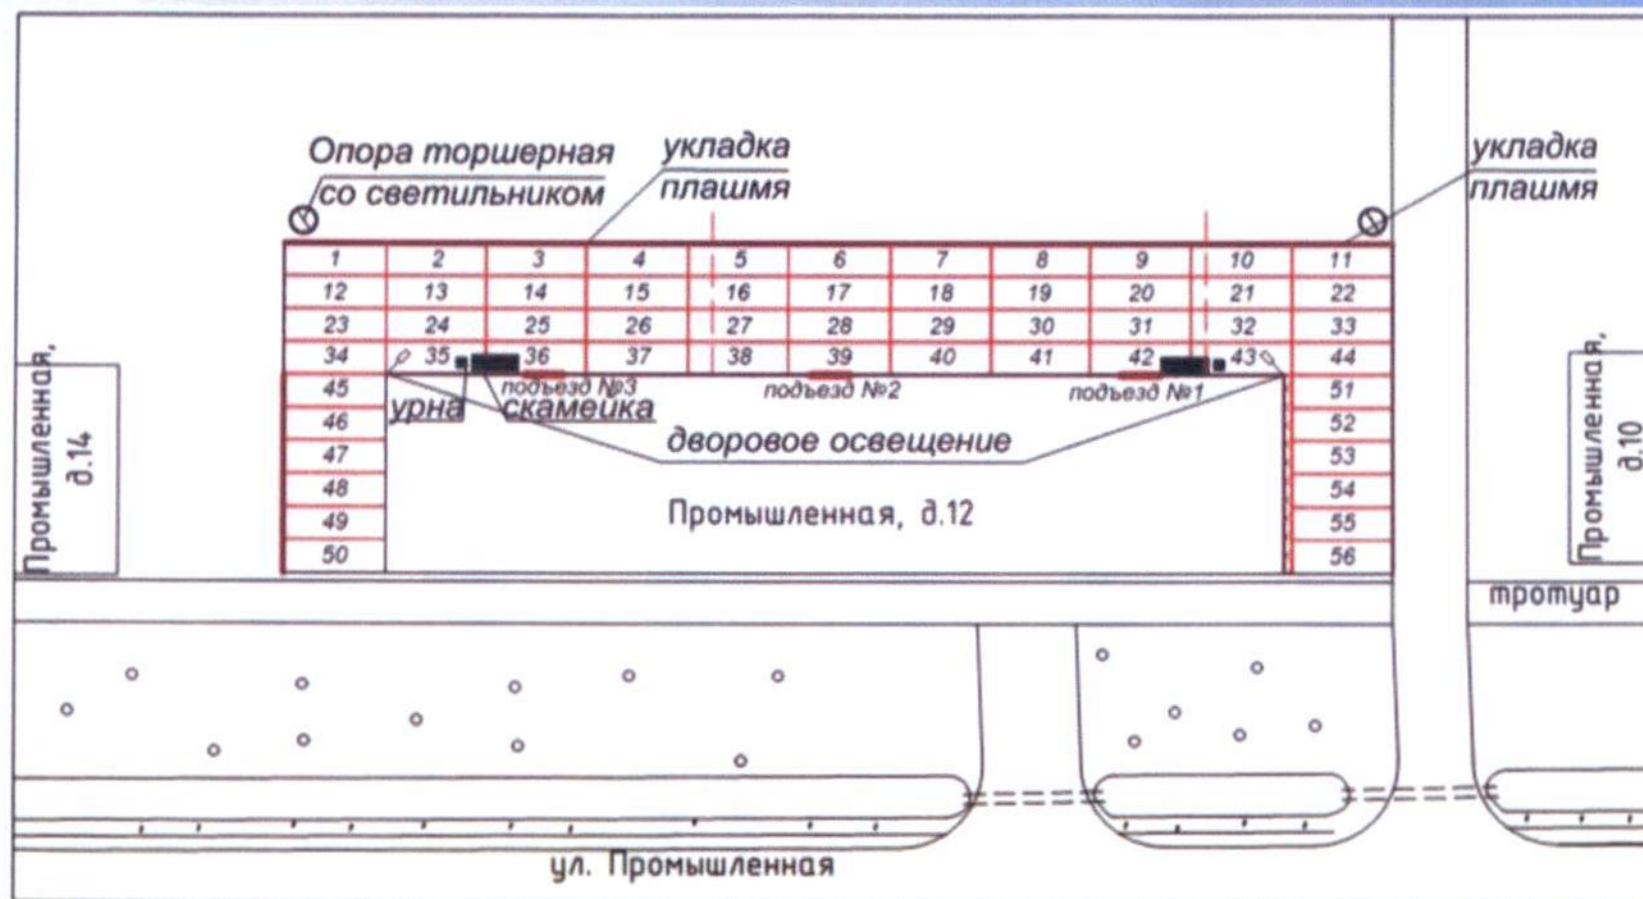 Опора торшерная
со светильником
укладка
плашмя
укладка
плашмя
1 2 3 4 5 6 7 8 9 10 11
12 13 14 15 16 17 18 19 20 21 22
23 24 25 26 27 28 29 30 31 32 33
34 35 36 37 38 39 40 41 42 43 44
подъезд №3 подъезд №2 подъезд №1
урна скамейка
дворовое освещение
45
46
47
48
49
50
51
52
53
54
55
56
Промышленная,
д.14
Промышленная, д.12
Промышленная,
д.10
тротуар
ул. Промышленная